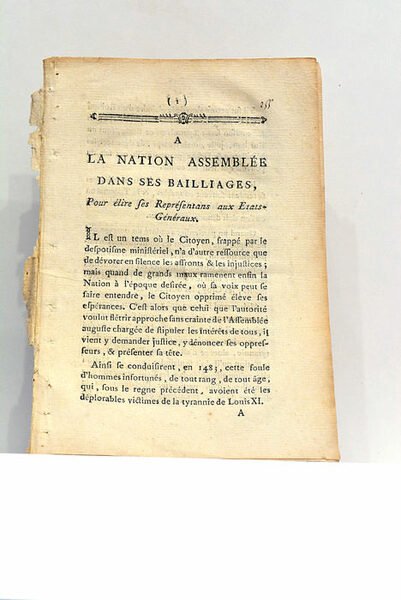 ( 1 )
A
LA NATION ASSEMBLÉE
DANS SES BAILLIAGES,
Pour élire ſes Repréſentans aux Etats-
Généraux.
IL eſt un tems où le Citoyen, frappé par le
deſpotiſme miniſtériel, n'a d'autre reſſource que
de dévorer en ſilence les affronts & les injuſtices ;
mais quand de grands maux ramenent enfin la
Nation à l'époque deſirée, où ſa voix peut ſe
faire entendre, le Citoyen opprimé éleve ſes
eſpérances. C'eſt alors que celui que l'autorité
voulut flétrir approche ſans crainte de l'Aſſemblée
auguſte chargée de ſtipuler les intérêts de tous, il
vient y demander juſtice, y dénoncer ſes oppreſ-
ſeurs, & préſenter ſa tête.
Ainſi ſe conduiſirent, en 1483, cette foule
d'hommes infortunés, de tout rang, de tout âge,
qui, ſous le regne précédent, avoient été les
déplorables victimes de la tyrannie de Louis XI.
A